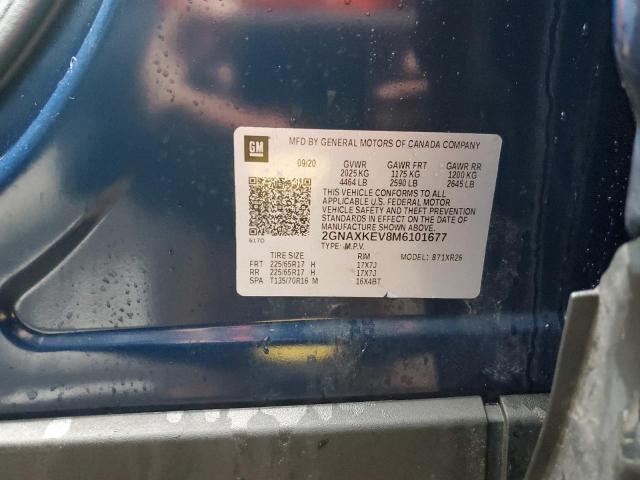 GM
MFD BY GENERAL MOTORS OF CANADA COMPANY
09/20 GVWR GAWR FRT GAWR RR
2025 KG 1175 KG 1200 KG
4464 LB 2590 LB 2645 LB
THIS VEHICLE CONFORMS TO ALL
APPLICABLE U.S. FEDERAL MOTOR
VEHICLE SAFETY AND THEFT PREVENTION
STANDARDS IN EFFECT ON THE DATE OF
MANUFACTURE SHOWN ABOVE.
617D 2GNAXKEV8M6101677
TYPE: M.P.V. MODEL: 871XR26
TIRE SIZE RIM
FRT 225/65R17 H 17X7J
RR 225/65R17 H 17X7J
SPA T135/70R16 M 16X4BT